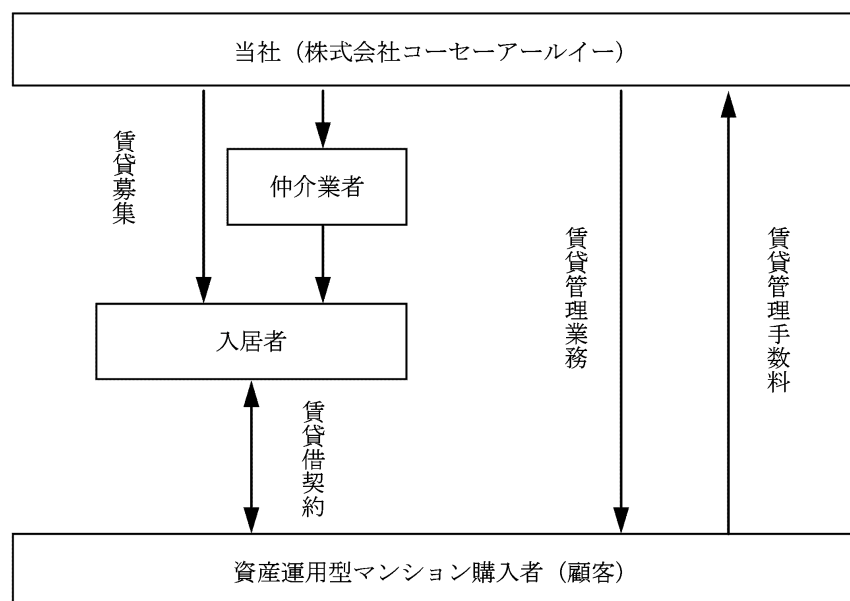 当社（株式会社コーセーアールイー）
賃貸募集
仲介業者
賃貸管理業務
賃貸管理手数料
入居者
賃貸借契約
資産運用型マンション購入者（顧客）